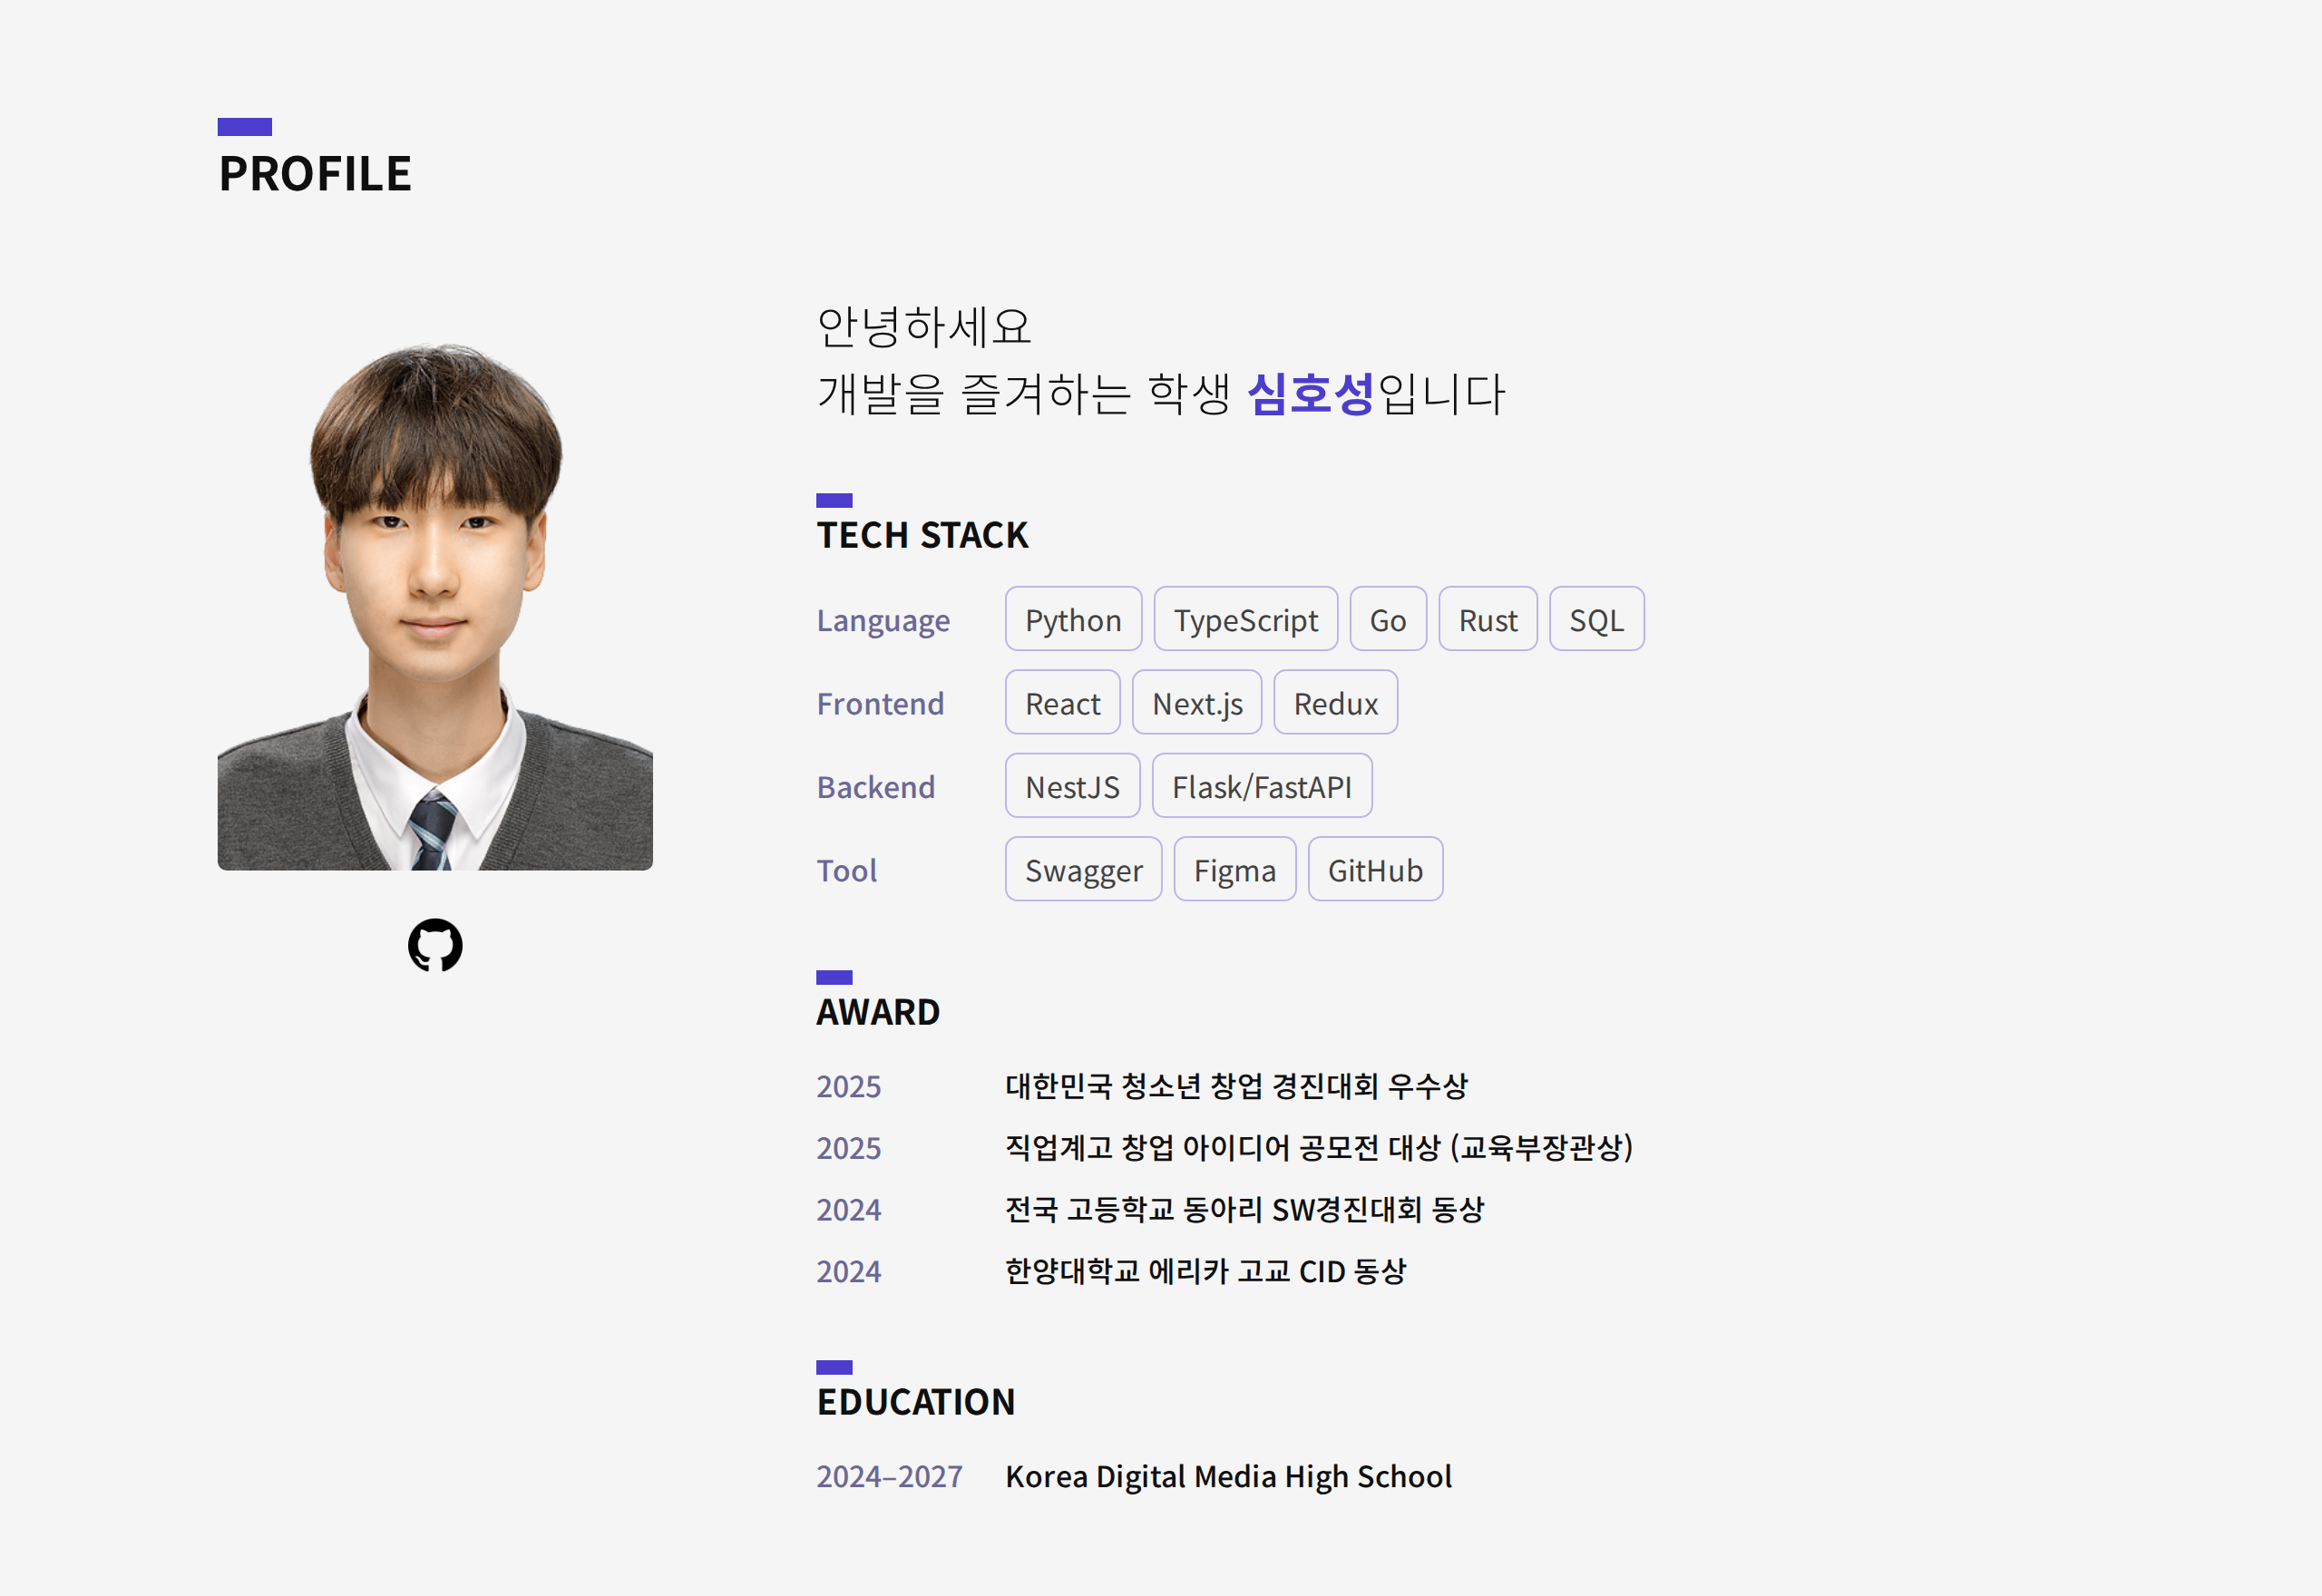 PROFILE
안녕하세요
개발을 즐겨하는 학생 심호성입니다
TECH STACK
Language Python TypeScript Go Rust SQL
Frontend React Next.js Redux
Backend NestJS Flask/FastAPI
Tool Swagger Figma GitHub
AWARD
2025 대한민국 청소년 창업 경진대회 우수상
2025 직업계고 창업 아이디어 공모전 대상 (교육부장관상)
2024 전국 고등학교 동아리 SW경진대회 동상
2024 한양대학교 에리카 고교 CID 동상
EDUCATION
2024–2027 Korea Digital Media High School